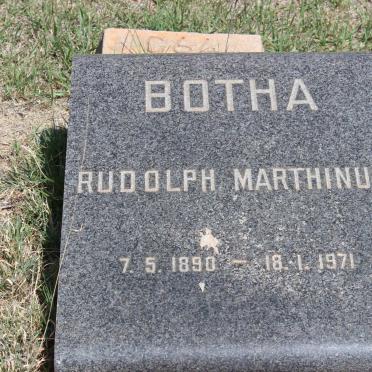 BOTHA
RUDOLPH MARTHINU
7. 5. 1890 - 18. 1. 1971